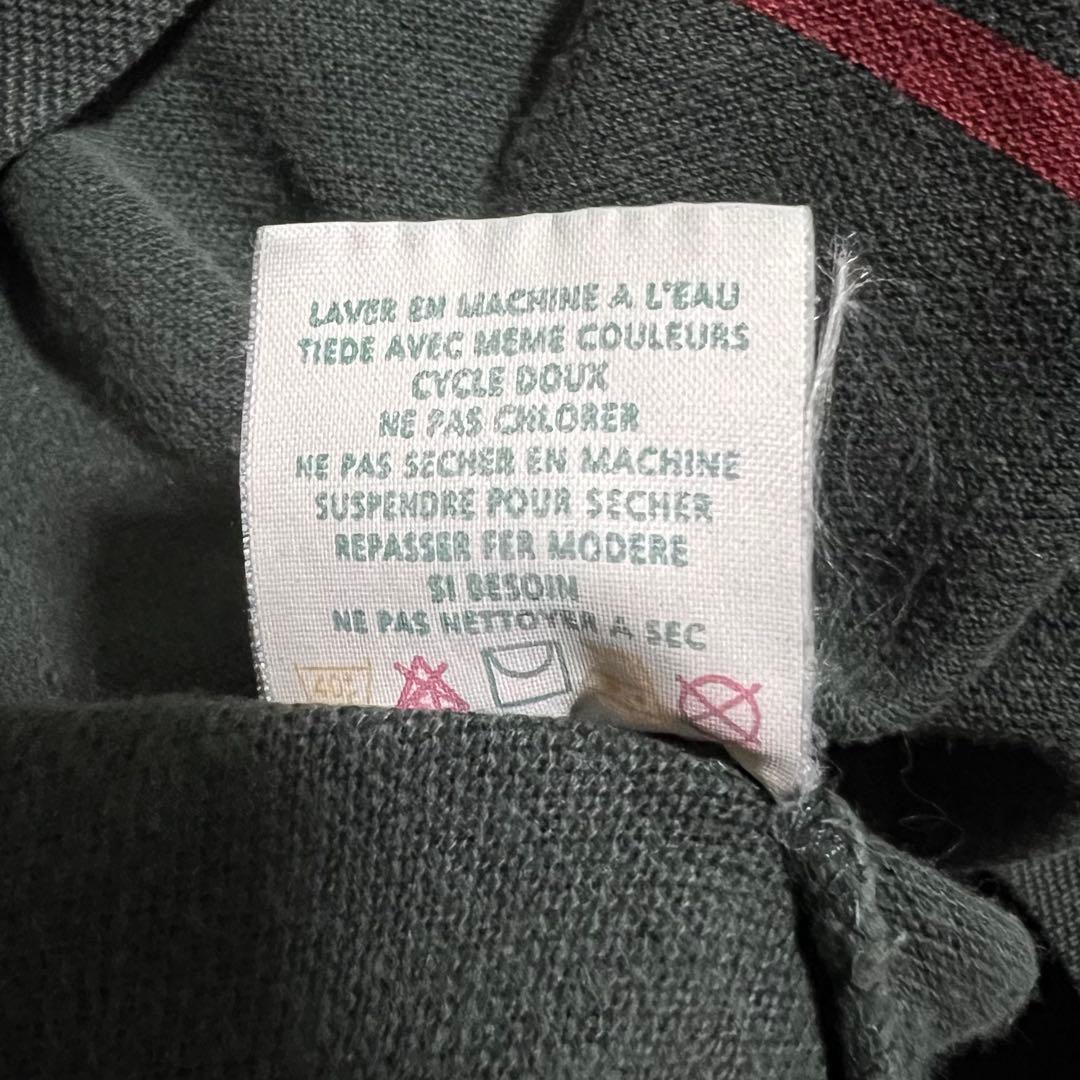 LAVER EN MACHINE A L'EAU
TIEDE AVEC MEME COULEURS
CYCLE DOUX
NE PAS CHLORER
NE PAS SECHER EN MACHINE
SUSPENDRE POUR SECHER
REPASSER FER MODERE
SI BESOIN
NE PAS NETTOYER A SEC
40°